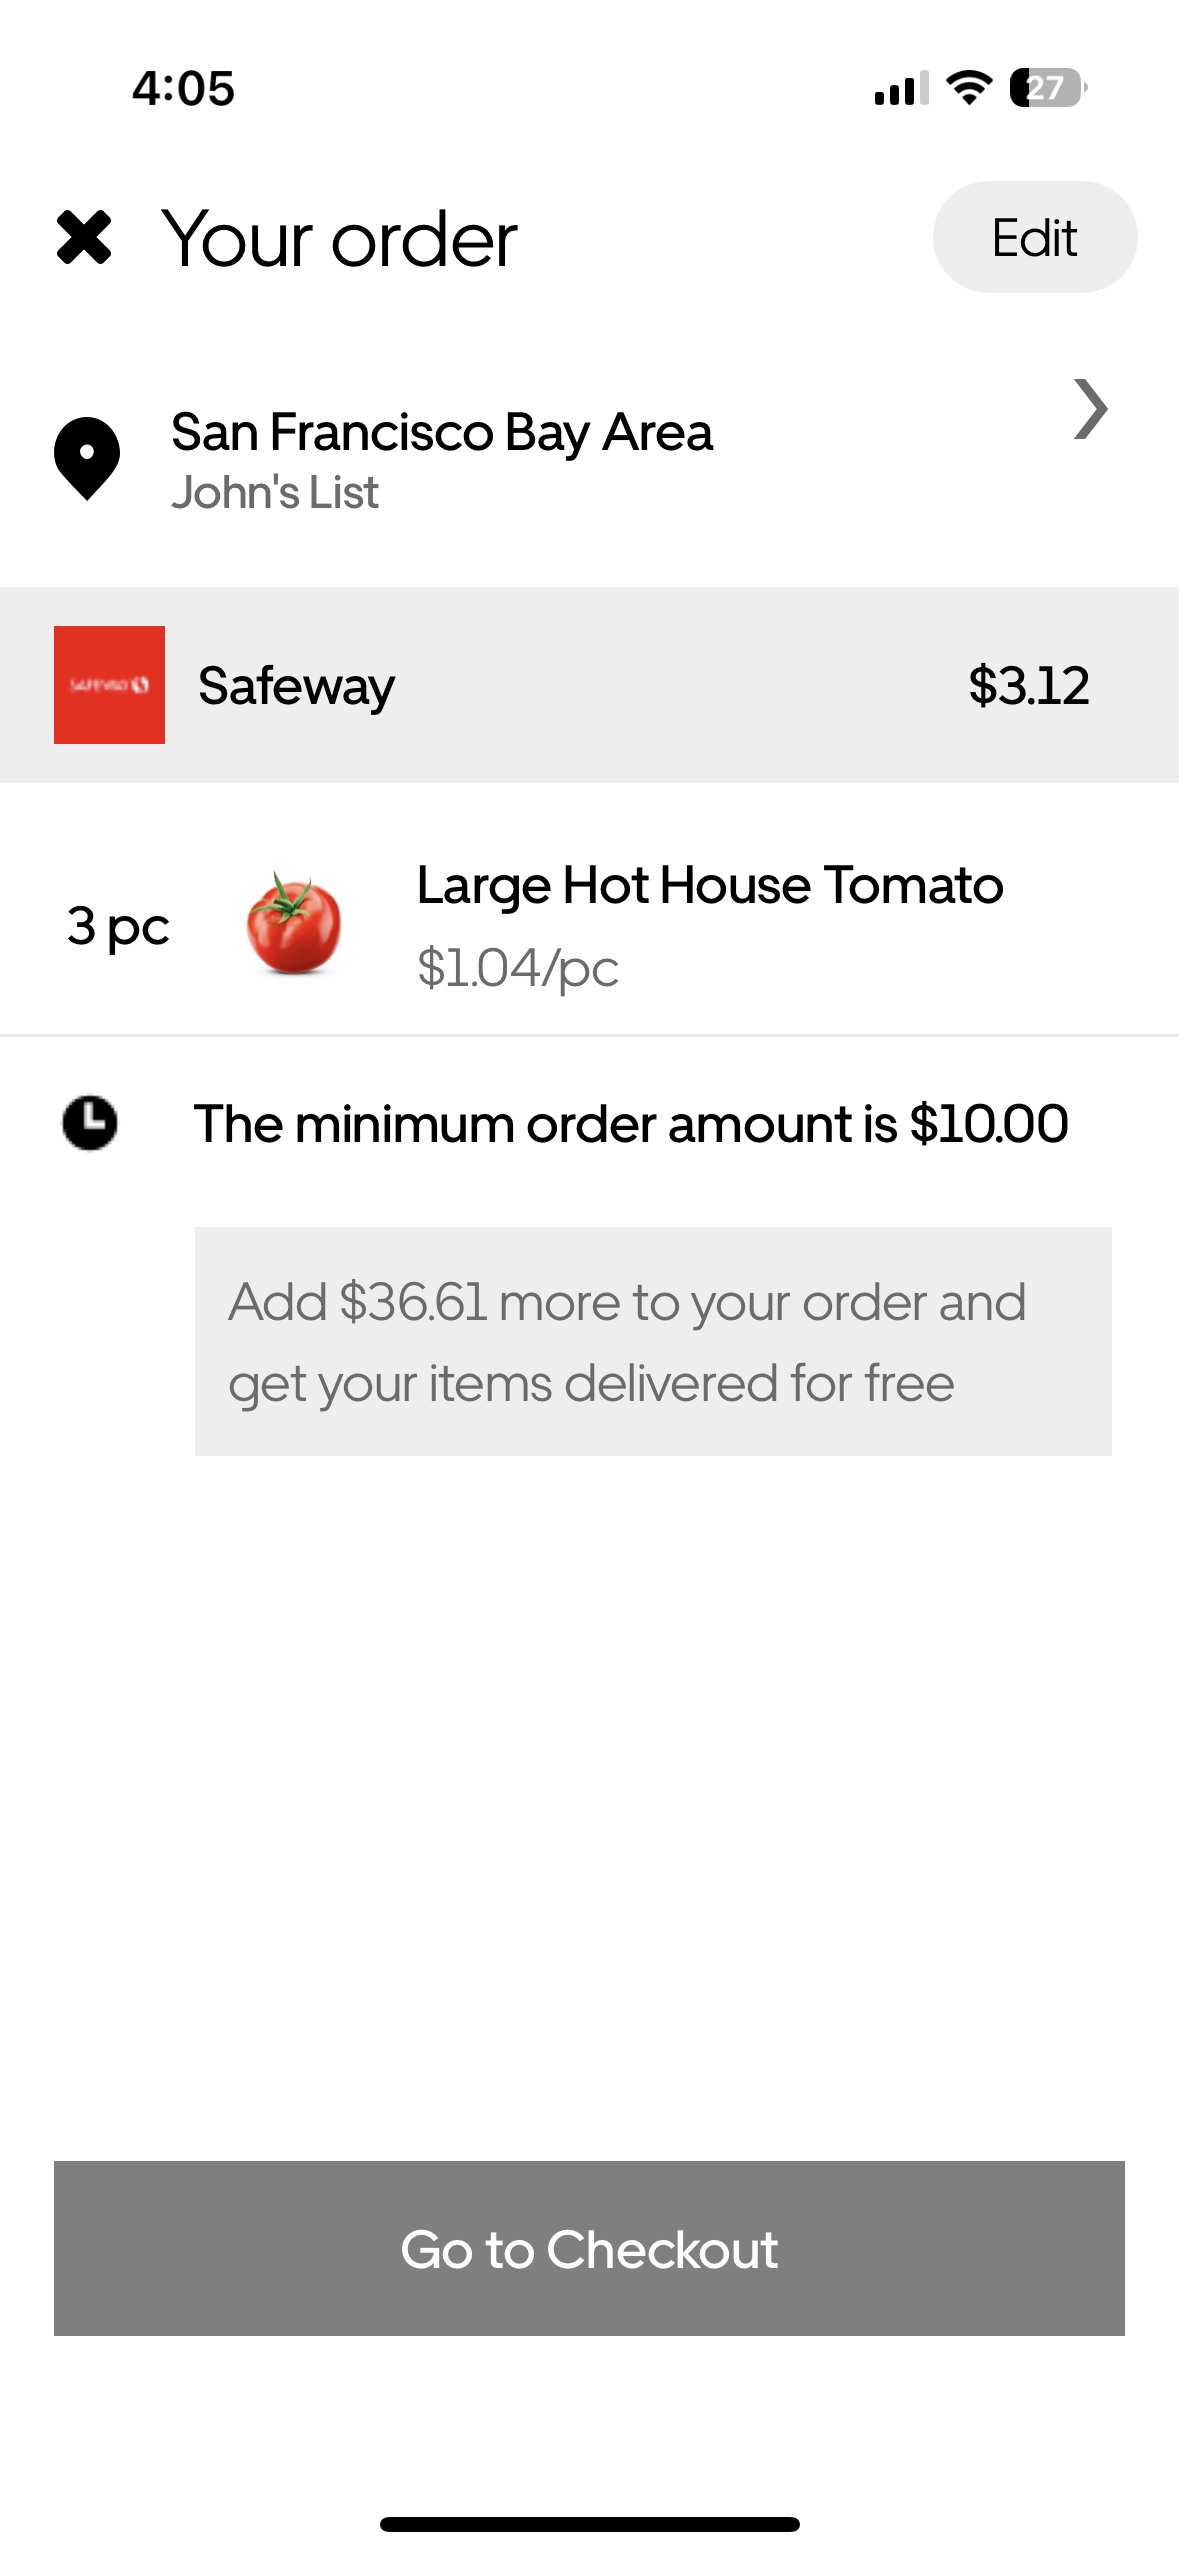 4:05
27
Your order
Edit
San Francisco Bay Area
John's List
Safeway
$3.12
3 pc
Large Hot House Tomato
$1.04/pc
The minimum order amount is $10.00
Add $36.61 more to your order and
get your items delivered for free
Go to Checkout